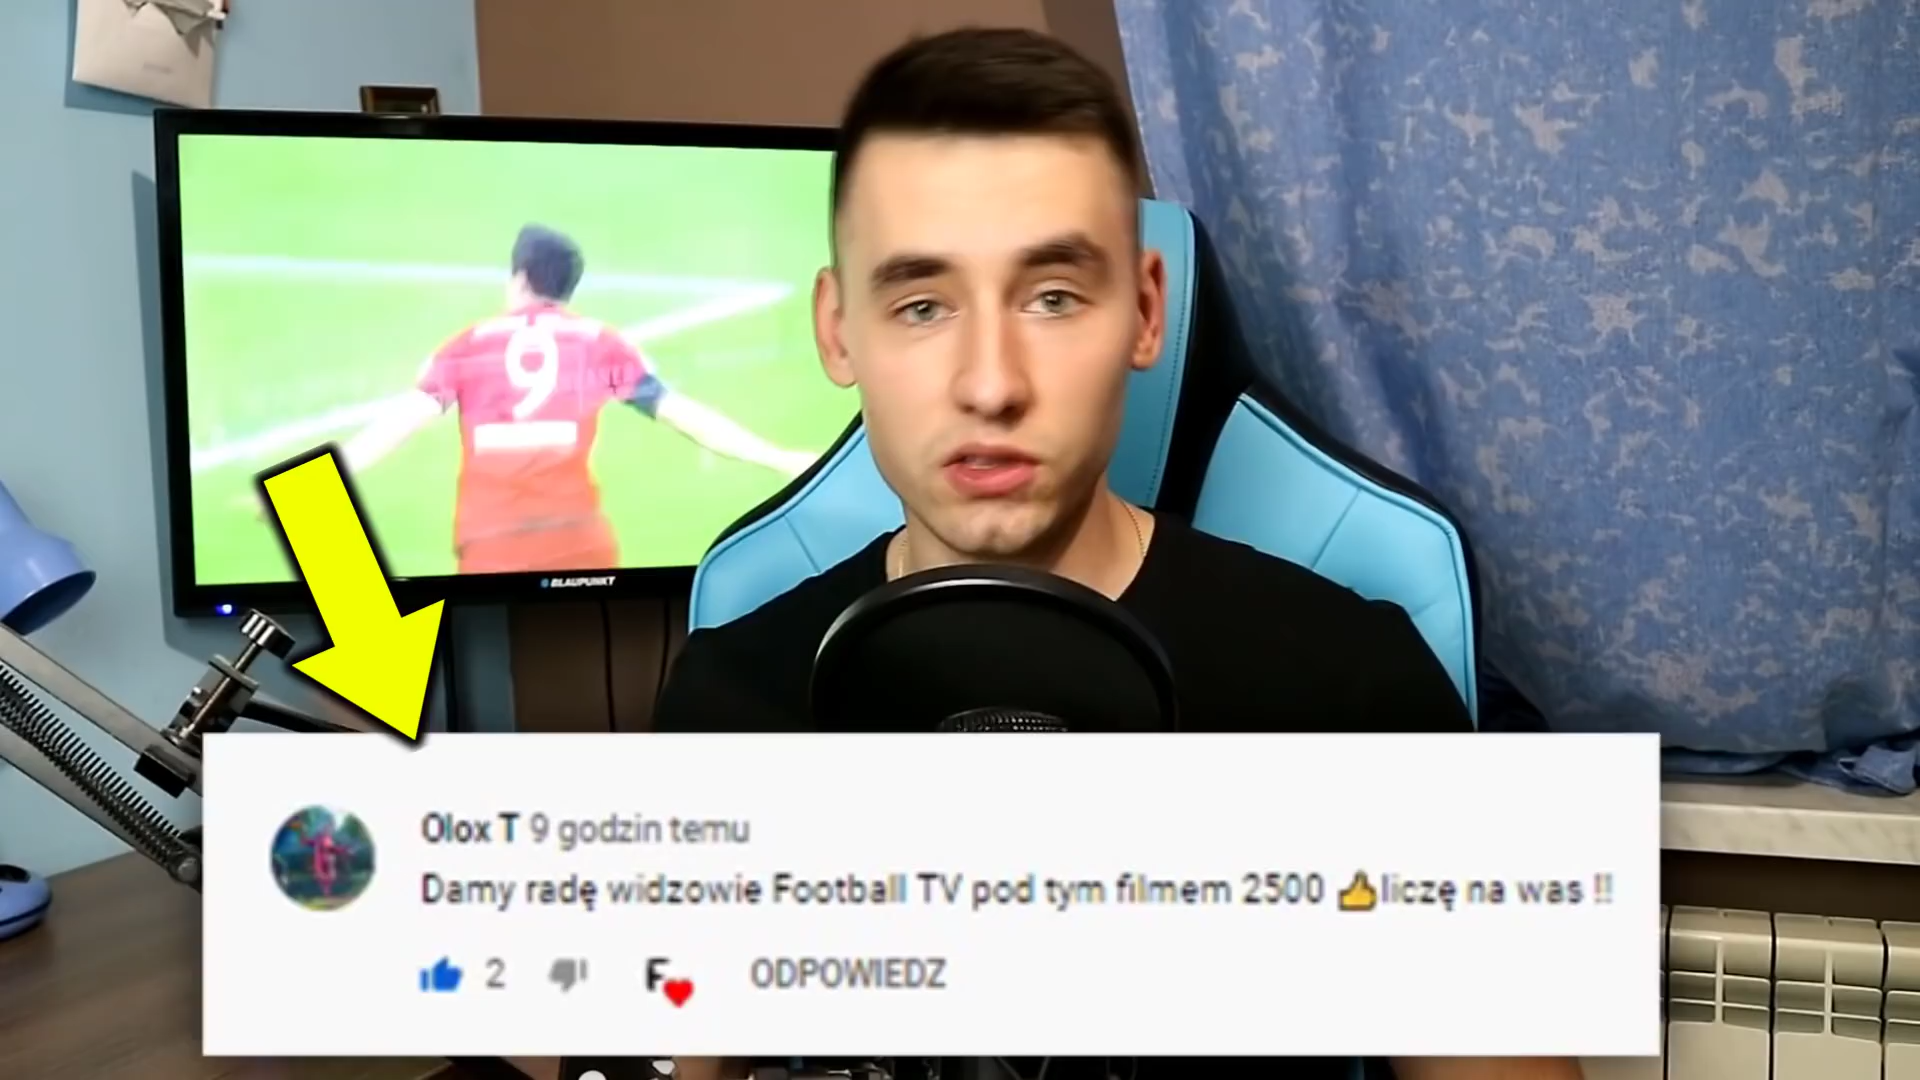 9
BLAUPUNKT
Olox T 9 godzin temu
Damy radę widzowie Football TV pod tym filmem 2500 👍liczę na was !!
2 F ODPOWIEDZ